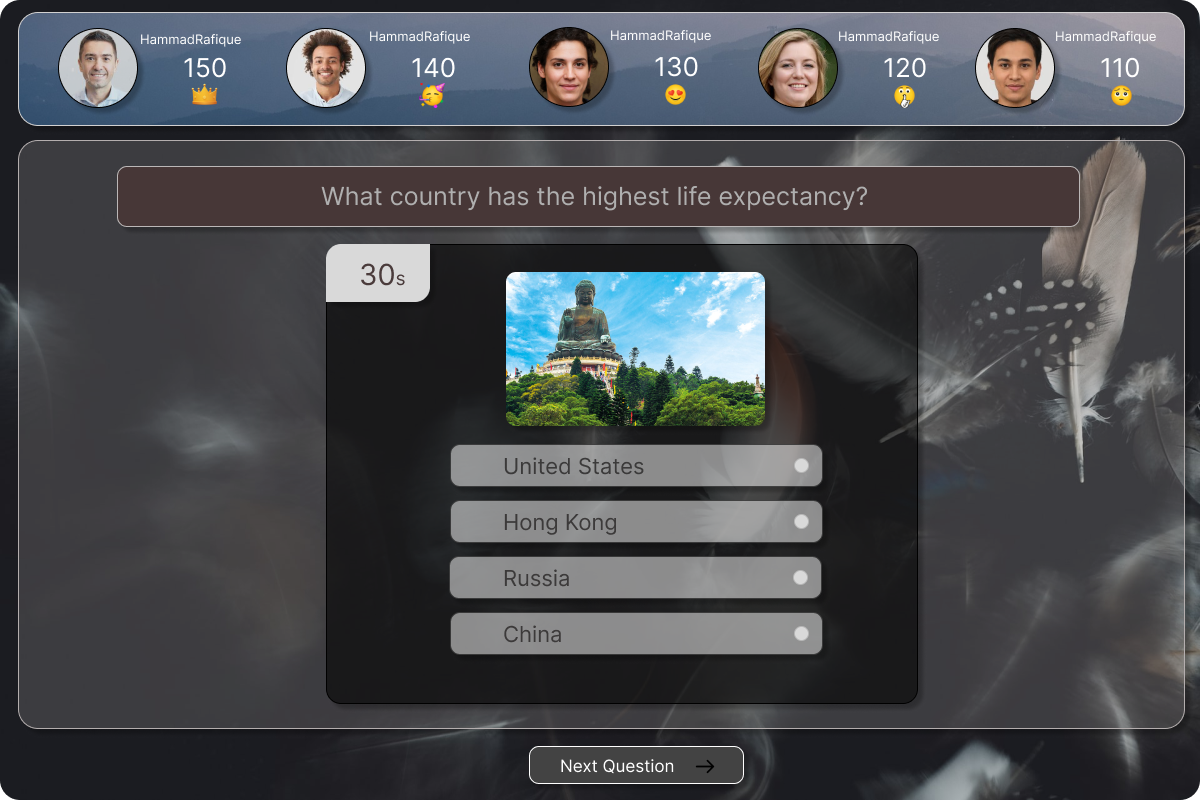 HammadRafique
150
HammadRafique
140
HammadRafique
130
HammadRafique
120
HammadRafique
110
What country has the highest life expectancy?
30s
United States
Hong Kong
Russia
China
Next Question →